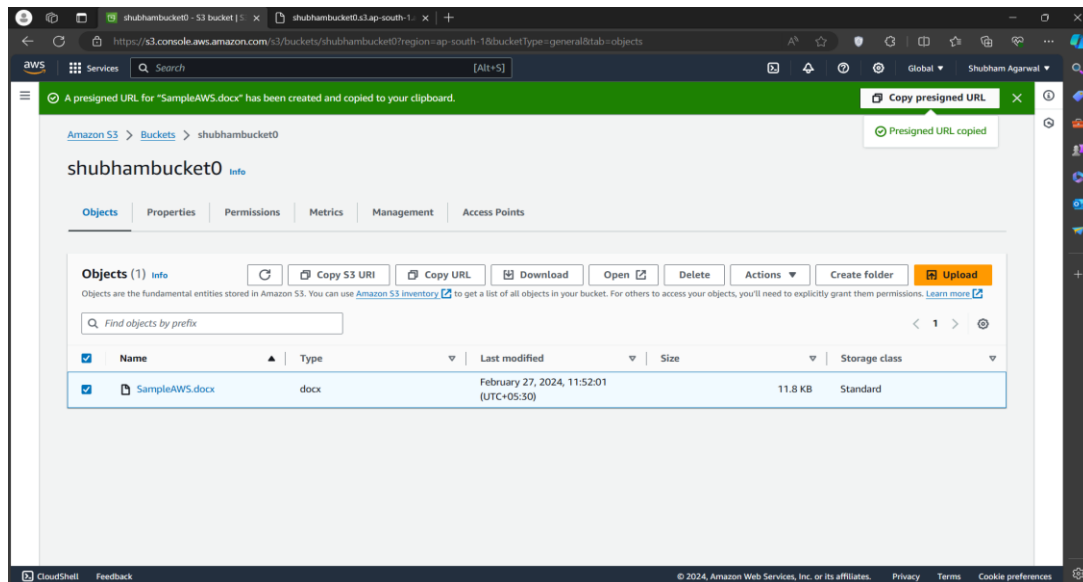 shubhambucket0 - S3 bucket | S
shubhambucket0.s3.ap-south-1.
https://s3.console.aws.amazon.com/s3/buckets/shubhambucket0?region=ap-south-1&bucketType=general&tab=objects
aws Services Search [Alt+S] Global Shubham Agarwal
A presigned URL for "SampleAWS.docx" has been created and copied to your clipboard. Copy presigned URL
Presigned URL copied
Amazon S3 > Buckets > shubhambucket0
shubhambucket0 Info
Objects Properties Permissions Metrics Management Access Points
Objects (1) Info Copy S3 URI Copy URL Download Open Delete Actions Create folder Upload
Objects are the fundamental entities stored in Amazon S3. You can use Amazon S3 inventory to get a list of all objects in your bucket. For others to access your objects, you'll need to explicitly grant them permissions. Learn more
Find objects by prefix < 1 >
Name Type Last modified Size Storage class
SampleAWS.docx docx February 27, 2024, 11:52:01 11.8 KB Standard
(UTC+05:30)
CloudShell Feedback © 2024, Amazon Web Services, Inc. or its affiliates. Privacy Terms Cookie preferences